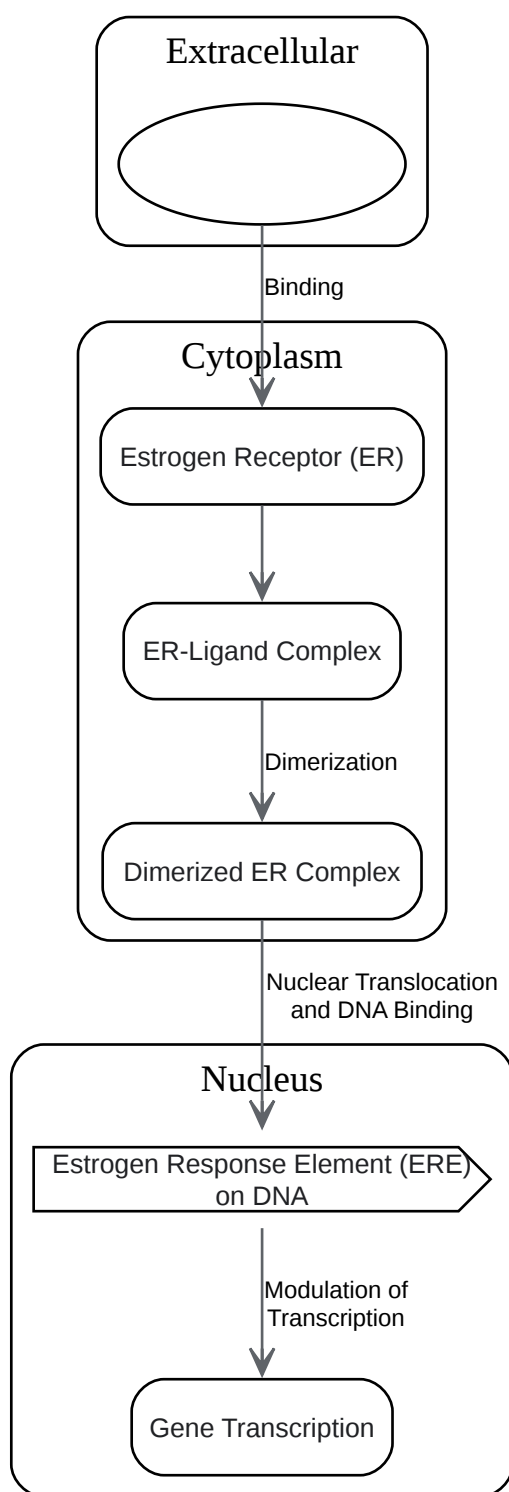 Extracellular
Binding
Cytoplasm
Estrogen Receptor (ER)
ER-Ligand Complex
Dimerization
Dimerized ER Complex
Nuclear Translocation
and DNA Binding
Nucleus
Estrogen Response Element (ERE)
on DNA
Modulation of
Transcription
Gene Transcription